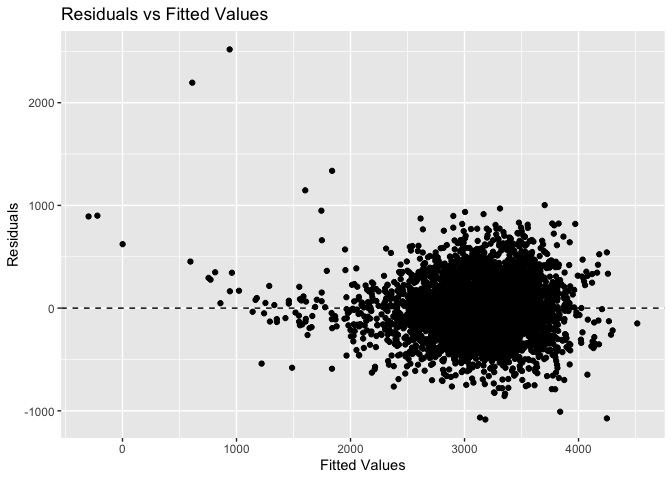 Residuals vs Fitted Values
Residuals
2000
1000
0
-1000
0 1000 2000 3000 4000
Fitted Values